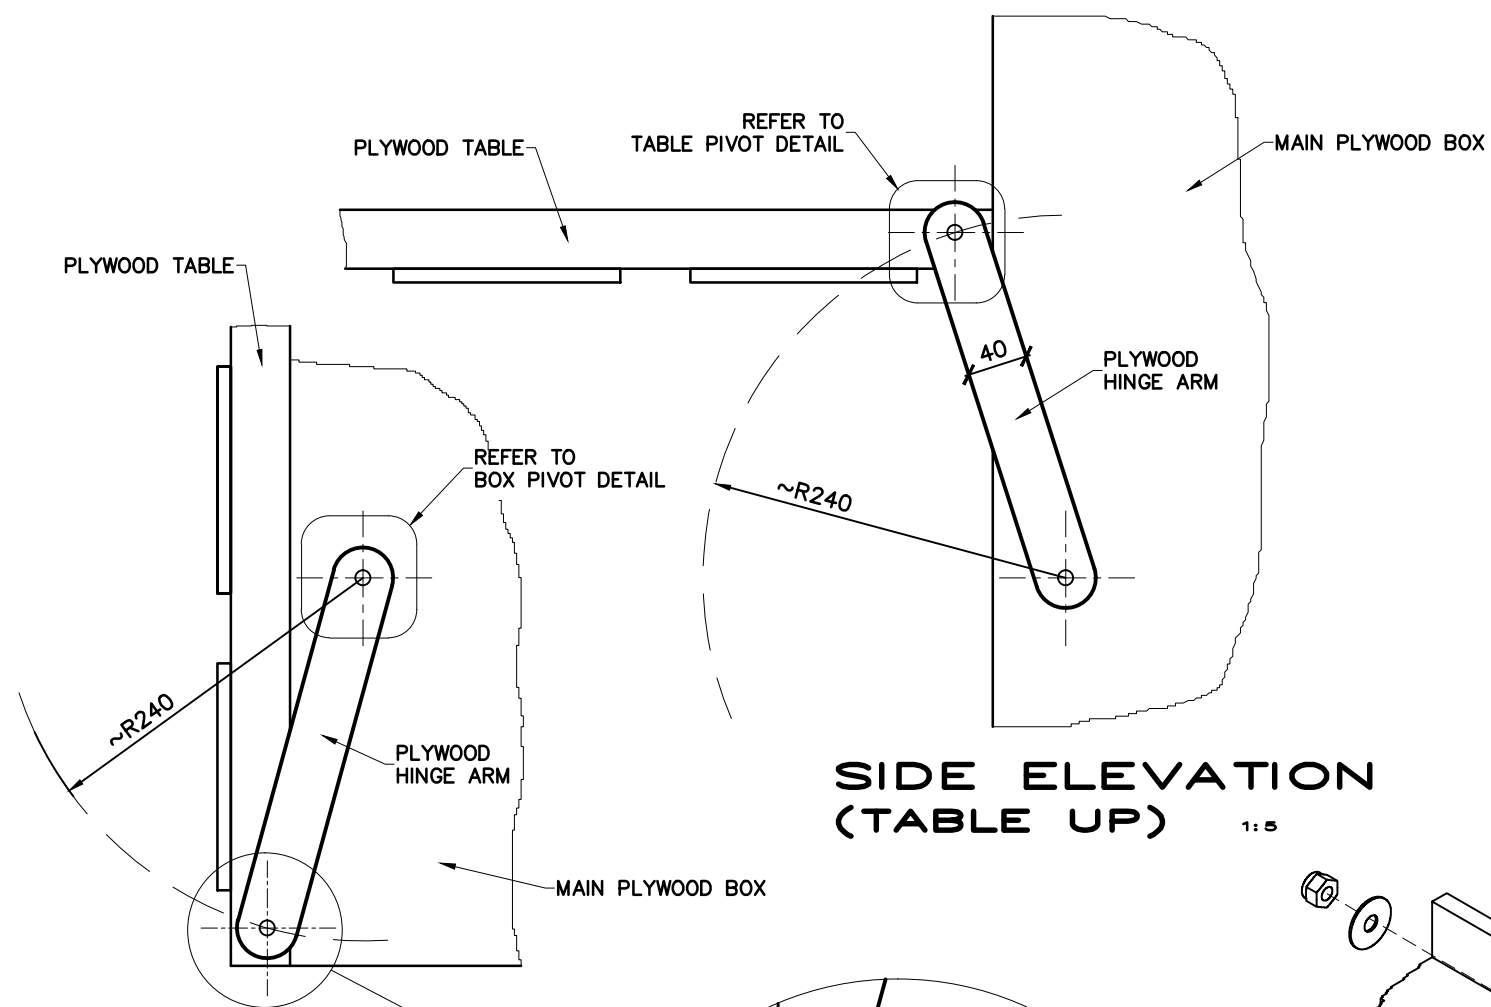 REFER TO
TABLE PIVOT DETAIL
PLYWOOD TABLE
MAIN PLYWOOD BOX
PLYWOOD TABLE
40
PLYWOOD
HINGE ARM
REFER TO
BOX PIVOT DETAIL
~R240
~R240
PLYWOOD
HINGE ARM
SIDE ELEVATION
(TABLE UP) 1:5
MAIN PLYWOOD BOX